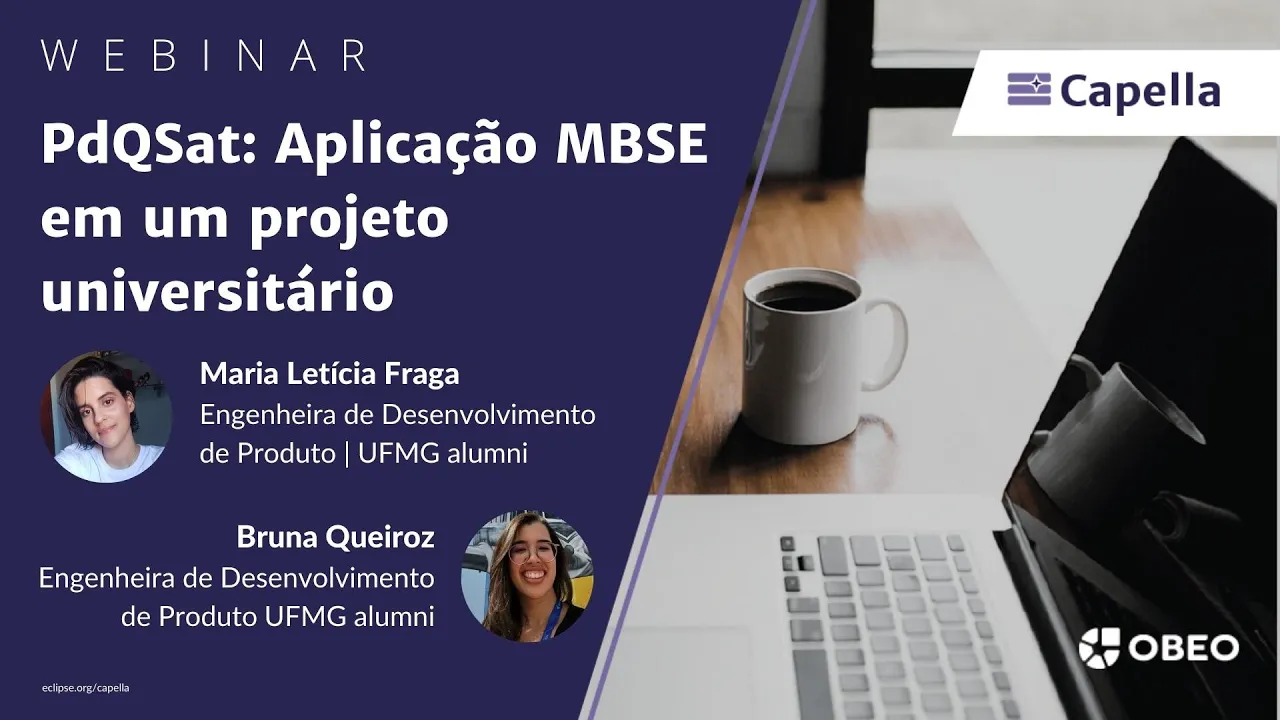 WEBINAR
PdQSat: Aplicação MBSE
em um projeto
universitário
Maria Letícia Fraga
Engenheira de Desenvolvimento
de Produto | UFMG alumni
Bruna Queiroz
Engenheira de Desenvolvimento
de Produto UFMG alumni
eclipse.org/capella
Capella
OBEO